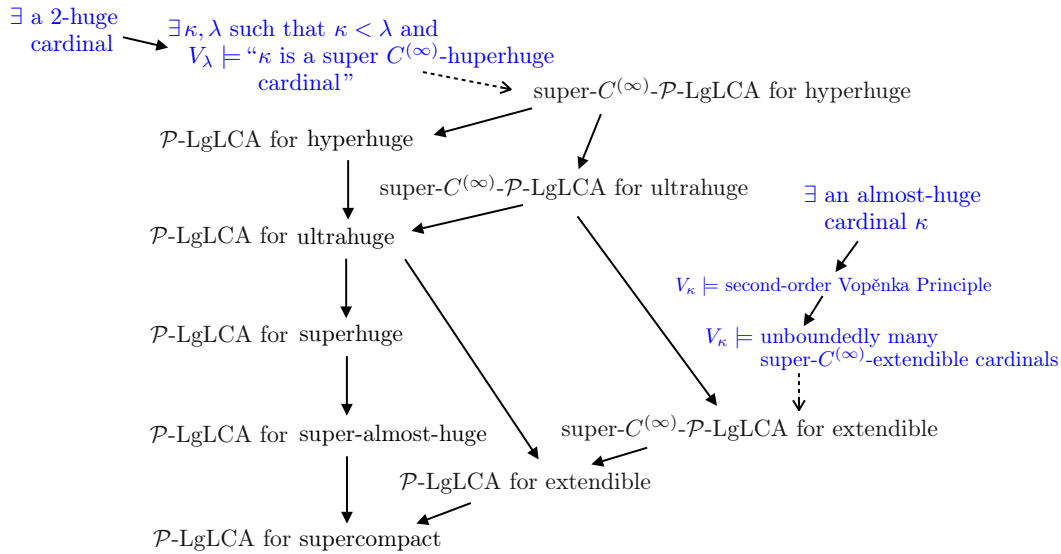 ∃ a 2-huge
cardinal
∃ κ, λ such that κ < λ and
V_λ ⊨ “κ is a super C^(∞)-huperhuge
cardinal”
super-C^(∞)-𝒫-LgLCA for hyperhuge
𝒫-LgLCA for hyperhuge
super-C^(∞)-𝒫-LgLCA for ultrahuge
∃ an almost-huge
cardinal κ
𝒫-LgLCA for ultrahuge
V_κ ⊨ second-order Vopěnka Principle
𝒫-LgLCA for superhuge
V_κ ⊨ unboundedly many
super-C^(∞)-extendible cardinals
𝒫-LgLCA for super-almost-huge
super-C^(∞)-𝒫-LgLCA for extendible
𝒫-LgLCA for extendible
𝒫-LgLCA for supercompact